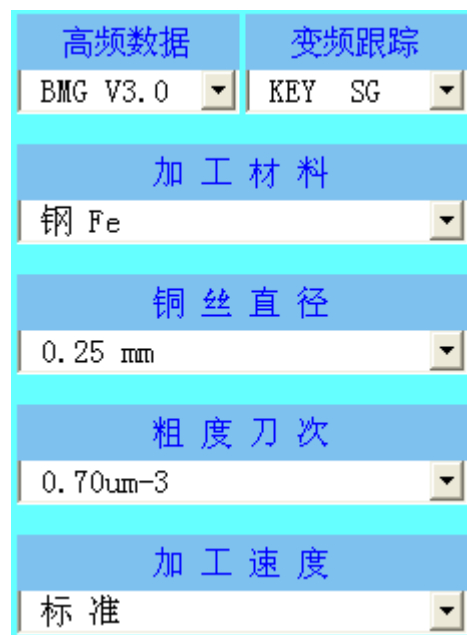 高频数据 变频跟踪
BMG V3.0 KEY SG
加工材料
钢 Fe
铜丝直径
0.25 mm
粗度刀次
0.70um-3
加工速度
标 准